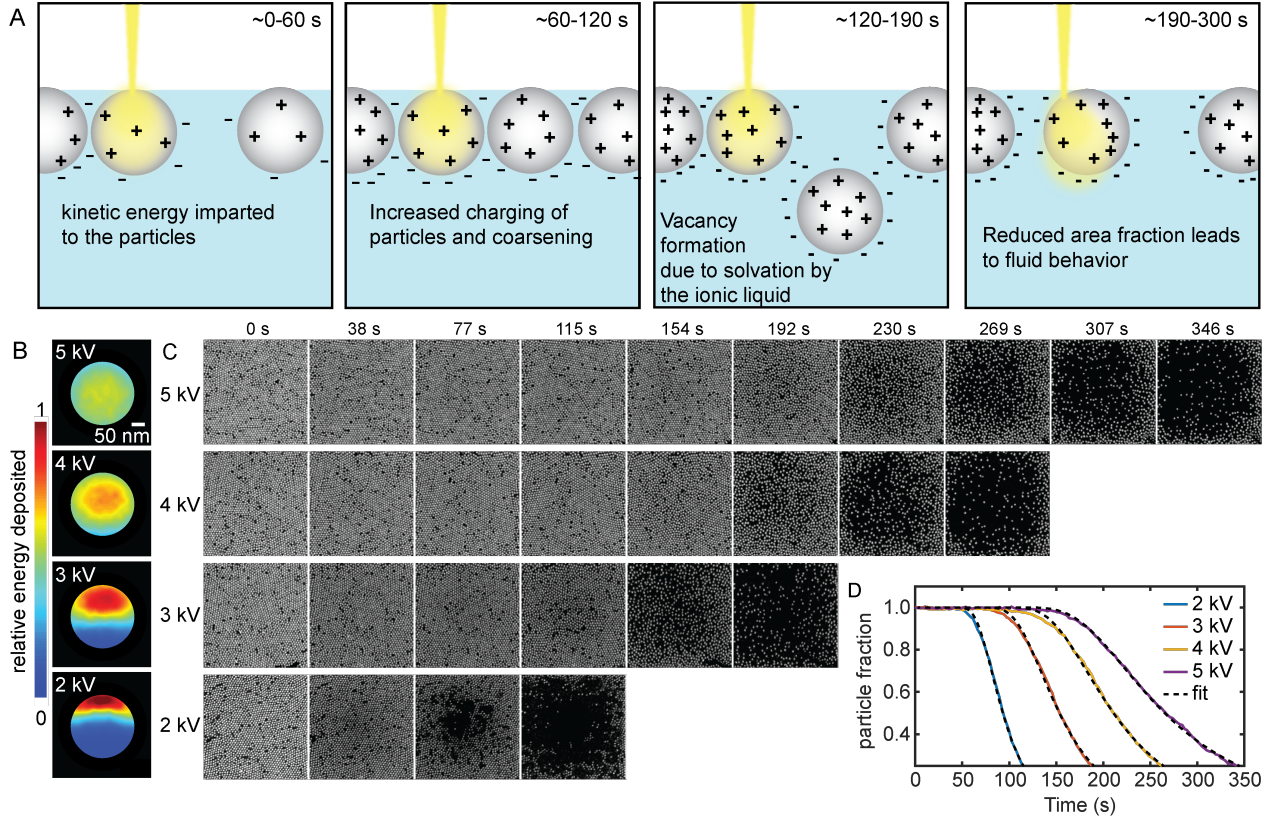 A
~0-60 s
~60-120 s
~120-190 s
~190-300 s
kinetic energy imparted
to the particles
Increased charging of
particles and coarsening
Vacancy
formation
due to solvation by
the ionic liquid
Reduced area fraction leads
to fluid behavior
B
C
0 s
38 s
77 s
115 s
154 s
192 s
230 s
269 s
307 s
346 s
5 kV
50 nm
4 kV
3 kV
2 kV
1
relative energy deposited
0
5 kV
4 kV
3 kV
2 kV
D
particle fraction
1.0
0.8
0.6
0.4
0
50
100
150
200
250
300
350
Time (s)
2 kV
3 kV
4 kV
5 kV
fit